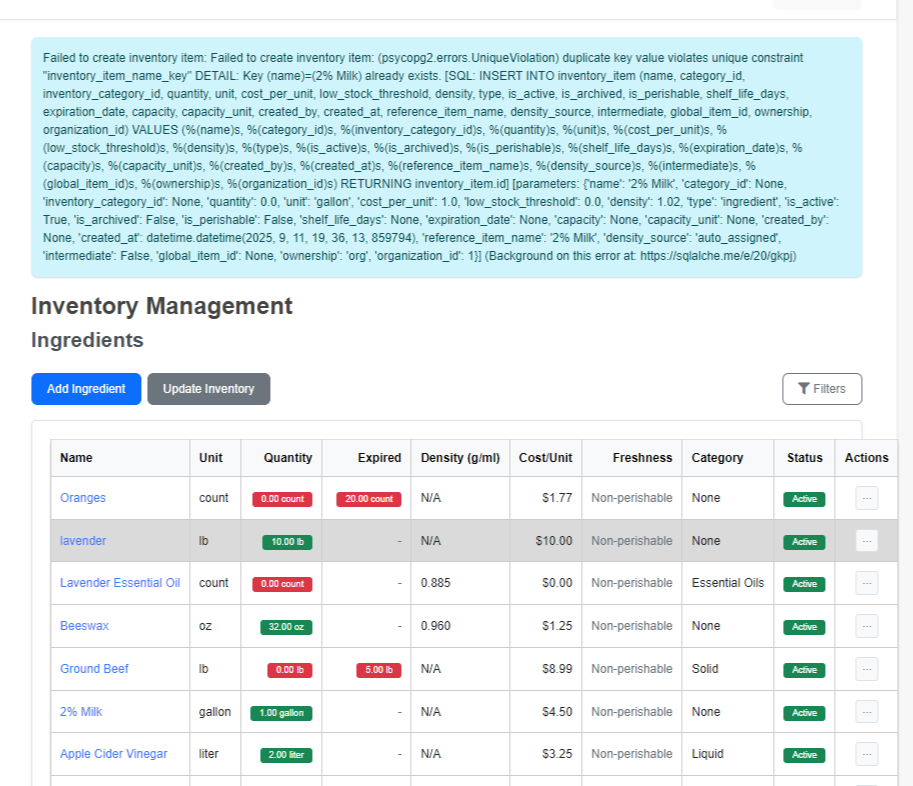 Failed to create inventory item: Failed to create inventory item: (psycopg2.errors.UniqueViolation) duplicate key value violates unique constraint
"inventory_item_name_key" DETAIL: Key (name)=(2% Milk) already exists. [SQL: INSERT INTO inventory_item (name, category_id,
inventory_category_id, quantity, unit, cost_per_unit, low_stock_threshold, density, type, is_active, is_archived, is_perishable, shelf_life_days,
expiration_date, capacity, capacity_unit, created_by, created_at, reference_item_name, density_source, intermediate, global_item_id, ownership,
organization_id) VALUES (%(name)s, %(category_id)s, %(inventory_category_id)s, %(quantity)s, %(unit)s, %(cost_per_unit)s, %
(low_stock_threshold)s, %(density)s, %(type)s, %(is_active)s, %(is_archived)s, %(is_perishable)s, %(shelf_life_days)s, %(expiration_date)s, %
(capacity)s, %(capacity_unit)s, %(created_by)s, %(created_at)s, %(reference_item_name)s, %(density_source)s, %(intermediate)s, %
(global_item_id)s, %(ownership)s, %(organization_id)s) RETURNING inventory_item.id] [parameters: {'name': '2% Milk', 'category_id': None,
'inventory_category_id': None, 'quantity': 0.0, 'unit': 'gallon', 'cost_per_unit': 1.0, 'low_stock_threshold': 0.0, 'density': 1.02, 'type': 'ingredient', 'is_active':
True, 'is_archived': False, 'is_perishable': False, 'shelf_life_days': None, 'expiration_date': None, 'capacity': None, 'capacity_unit': None, 'created_by':
None, 'created_at': datetime.datetime(2025, 9, 11, 19, 36, 13, 859794), 'reference_item_name': '2% Milk', 'density_source': 'auto_assigned',
'intermediate': False, 'global_item_id': None, 'ownership': 'org', 'organization_id': 1}] (Background on this error at: https://sqlalche.me/e/20/gkpj)
Inventory Management
Ingredients
Add Ingredient Update Inventory Filters
Name Unit Quantity Expired Density (g/ml) Cost/Unit Freshness Category Status Actions
Oranges count 0.00 count 20.00 count N/A $1.77 Non-perishable None Active ...
lavender lb 10.00 lb - N/A $10.00 Non-perishable None Active ...
Lavender Essential Oil count 0.00 count - 0.885 $0.00 Non-perishable Essential Oils Active ...
Beeswax oz 32.00 oz - 0.960 $1.25 Non-perishable None Active ...
Ground Beef lb 0.00 lb 5.00 lb N/A $8.99 Non-perishable Solid Active ...
2% Milk gallon 1.00 gallon - N/A $4.50 Non-perishable None Active ...
Apple Cider Vinegar liter 2.00 liter - N/A $3.25 Non-perishable Liquid Active ...